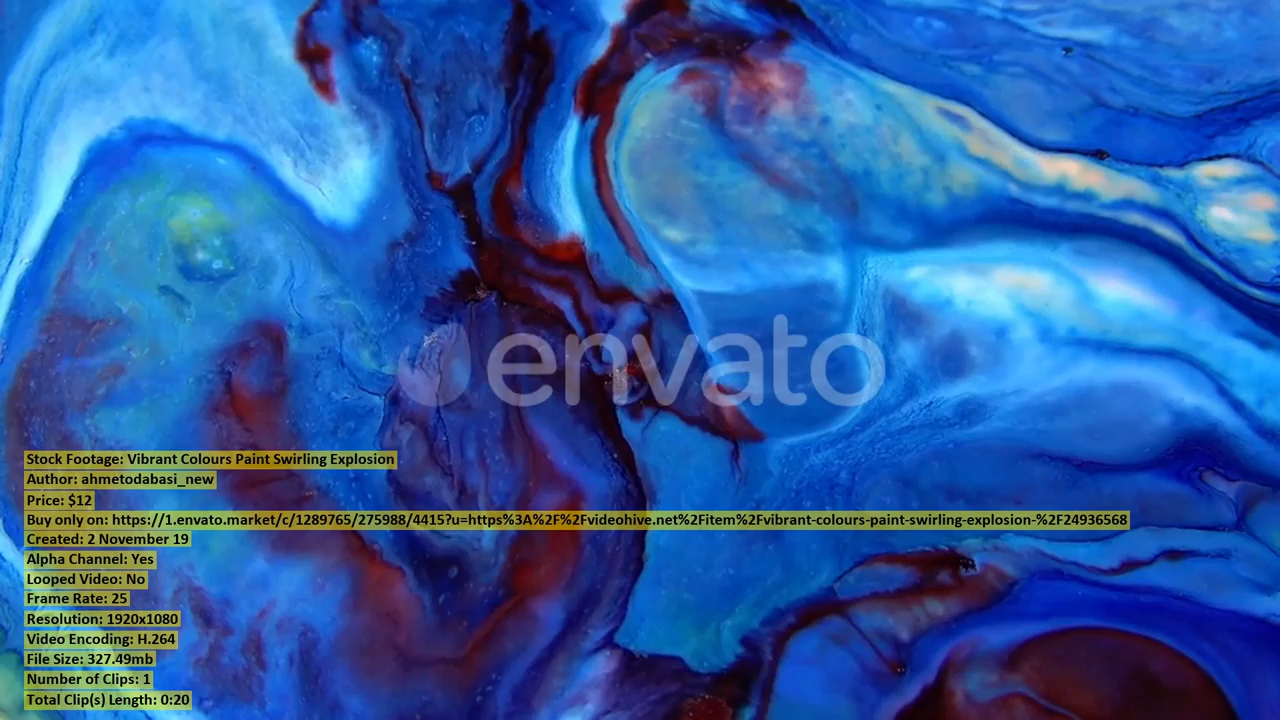 envato
Stock Footage: Vibrant Colours Paint Swirling Explosion
Author: ahmetodabasi_new
Price: $12
Buy only on: https://1.envato.market/c/1289765/275988/4415?u=https%3A%2F%2Fvideohive.net%2Fitem%2Fvibrant-colours-paint-swirling-explosion-%2F24936568
Created: 2 November 19
Alpha Channel: Yes
Looped Video: No
Frame Rate: 25
Resolution: 1920x1080
Video Encoding: H.264
File Size: 327.49mb
Number of Clips: 1
Total Clip(s) Length: 0:20